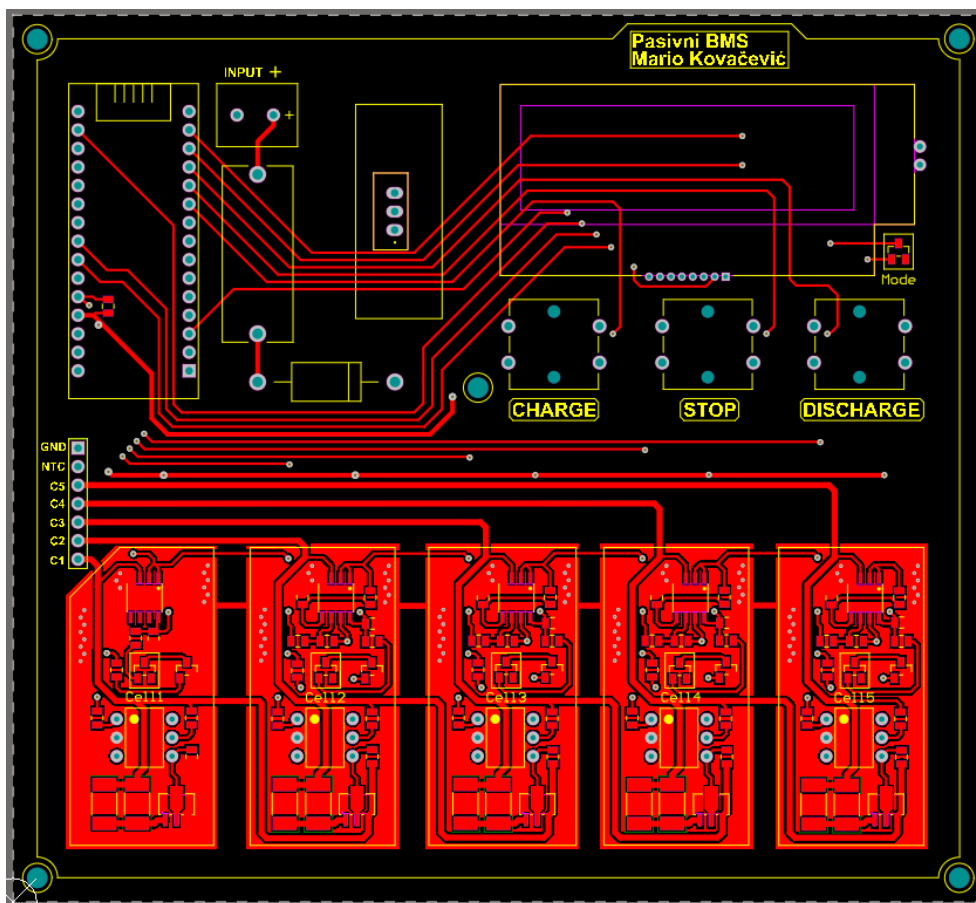 Pasivni BMS
Mario Kovačević
INPUT +
+
Mode
CHARGE
STOP
DISCHARGE
GND
NTC
C5
C4
C3
C2
C1
Cell1
Cell2
Cell3
Cell4
Cell5